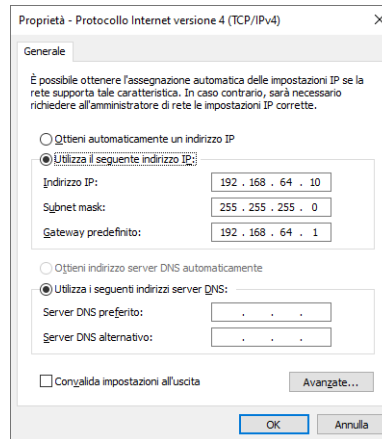 Proprietà - Protocollo Internet versione 4 (TCP/IPv4)
Generale
È possibile ottenere l'assegnazione automatica delle impostazioni IP se la
rete supporta tale caratteristica. In caso contrario, sarà necessario
richiedere all'amministratore di rete le impostazioni IP corrette.
Ottieni automaticamente un indirizzo IP
Utilizza il seguente indirizzo IP:
Indirizzo IP: 192 . 168 . 64 . 10
Subnet mask: 255 . 255 . 255 . 0
Gateway predefinito: 192 . 168 . 64 . 1
Ottieni indirizzo server DNS automaticamente
Utilizza i seguenti indirizzi server DNS:
Server DNS preferito: . . .
Server DNS alternativo: . . .
Convalida impostazioni all'uscita
Avanzate...
OK Annulla